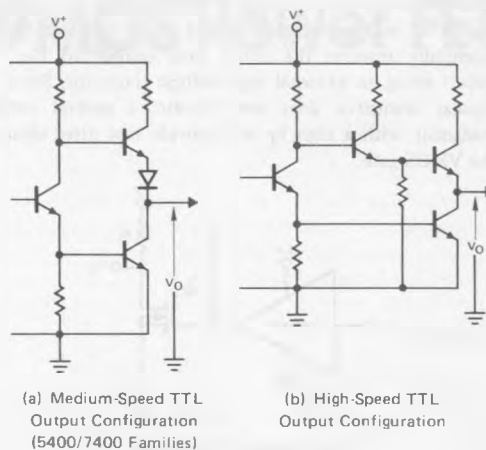 V+
V+
VO
VO
(a) Medium-Speed TTL
Output Configuration
(5400/7400 Families)
(b) High-Speed TTL
Output Configuration